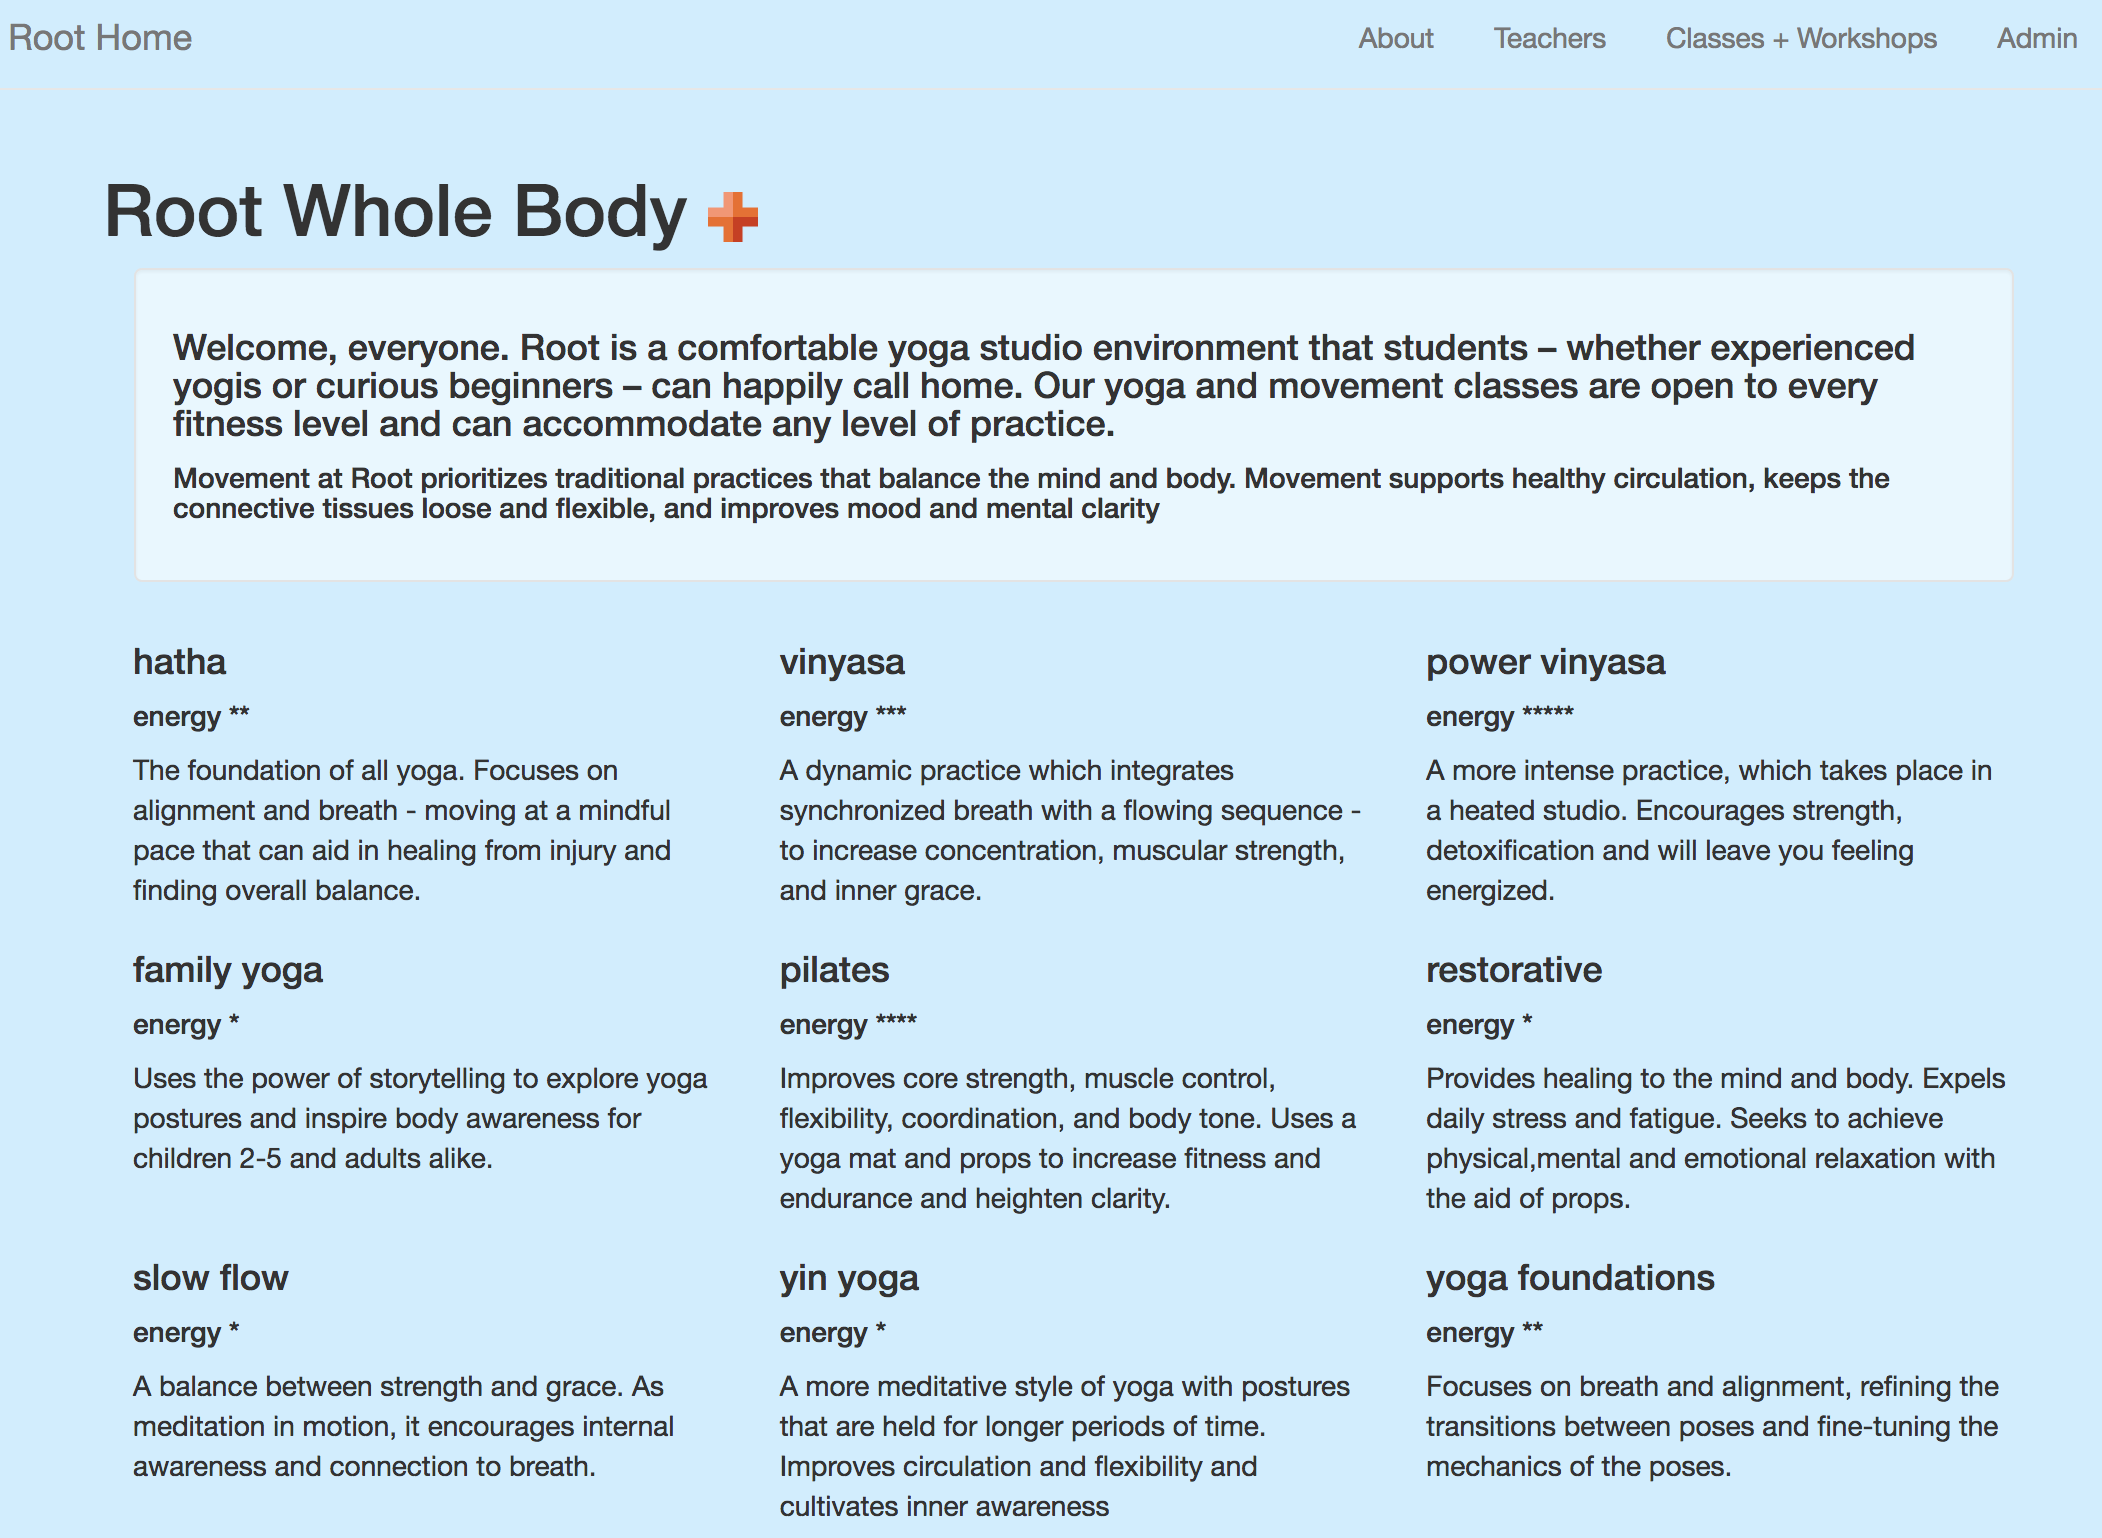 Root Home
About Teachers Classes + Workshops Admin
Root Whole Body
Welcome, everyone. Root is a comfortable yoga studio environment that students – whether experienced
yogis or curious beginners – can happily call home. Our yoga and movement classes are open to every
fitness level and can accommodate any level of practice.
Movement at Root prioritizes traditional practices that balance the mind and body. Movement supports healthy circulation, keeps the
connective tissues loose and flexible, and improves mood and mental clarity
hatha
energy **
The foundation of all yoga. Focuses on
alignment and breath - moving at a mindful
pace that can aid in healing from injury and
finding overall balance.
vinyasa
energy ***
A dynamic practice which integrates
synchronized breath with a flowing sequence -
to increase concentration, muscular strength,
and inner grace.
power vinyasa
energy *****
A more intense practice, which takes place in
a heated studio. Encourages strength,
detoxification and will leave you feeling
energized.
family yoga
energy *
Uses the power of storytelling to explore yoga
postures and inspire body awareness for
children 2-5 and adults alike.
pilates
energy ****
Improves core strength, muscle control,
flexibility, coordination, and body tone. Uses a
yoga mat and props to increase fitness and
endurance and heighten clarity.
restorative
energy *
Provides healing to the mind and body. Expels
daily stress and fatigue. Seeks to achieve
physical,mental and emotional relaxation with
the aid of props.
slow flow
energy *
A balance between strength and grace. As
meditation in motion, it encourages internal
awareness and connection to breath.
yin yoga
energy *
A more meditative style of yoga with postures
that are held for longer periods of time.
Improves circulation and flexibility and
cultivates inner awareness
yoga foundations
energy **
Focuses on breath and alignment, refining the
transitions between poses and fine-tuning the
mechanics of the poses.